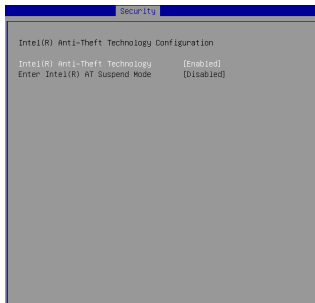 Security
Intel(R) Anti-Theft Technology Configuration
Intel(R) Anti-Theft Technology [Enabled]
Enter Intel(R) AT Suspend Mode [Disabled]